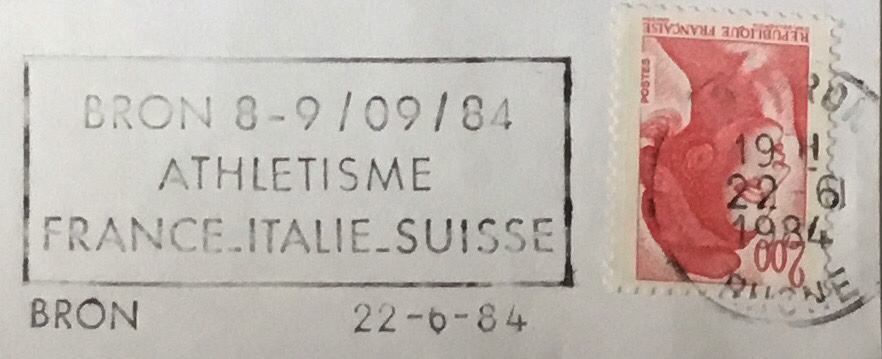 BRON 8-9/09/84
ATHLETISME
FRANCE_ITALIE_SUISSE
BRON 22-6-84
REPUBLIQUE FRANÇAISE
POSTES
2,00
19 H
22 6
1984
RHONE